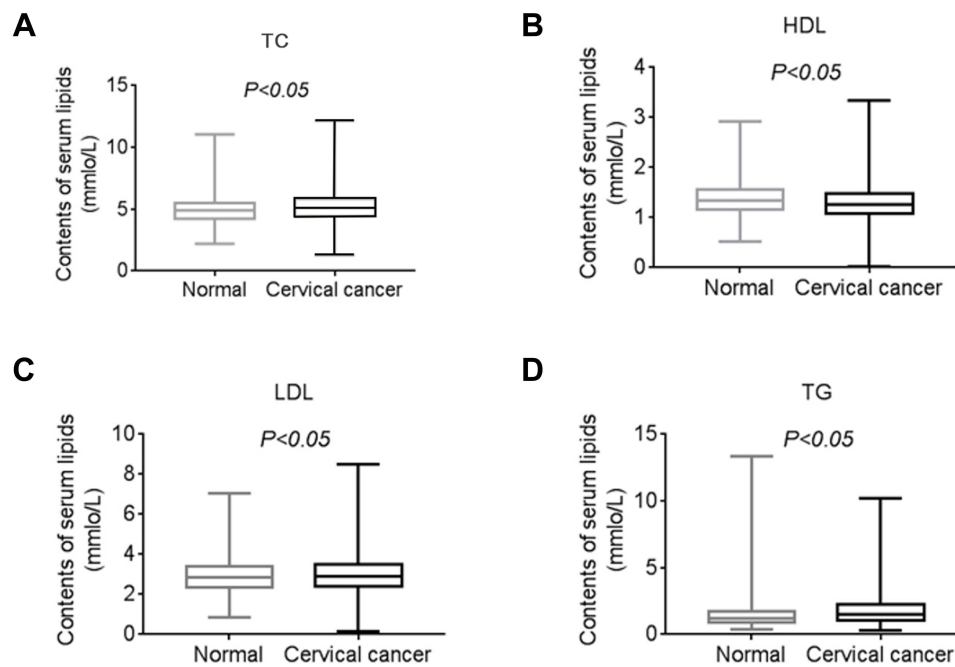 A
TC
P<0.05
Contents of serum lipids
(mmlo/L)
15
10
5
0
Normal
Cervical cancer
B
HDL
P<0.05
Contents of serum lipids
(mmlo/L)
4
3
2
1
0
Normal
Cervical cancer
C
LDL
P<0.05
Contents of serum lipids
(mmlo/L)
10
8
6
4
2
0
Normal
Cervical cancer
D
TG
P<0.05
Contents of serum lipids
(mmlo/L)
15
10
5
0
Normal
Cervical cancer